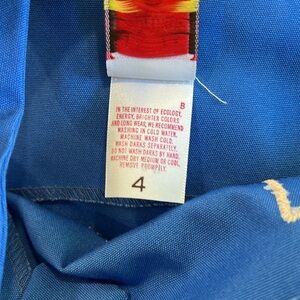 B
IN THE INTEREST OF ECOLOGY,
ENERGY, BRIGHTER COLORS
AND LONG WEAR, WE RECOMMEND
WASHING IN COLD WATER.
MACHINE WASH COLD.
WASH DARKS SEPARATELY.
DO NOT WASH DARKS BY HAND.
MACHINE DRY MEDIUM OR COOL.
REMOVE PROMPTLY.
4